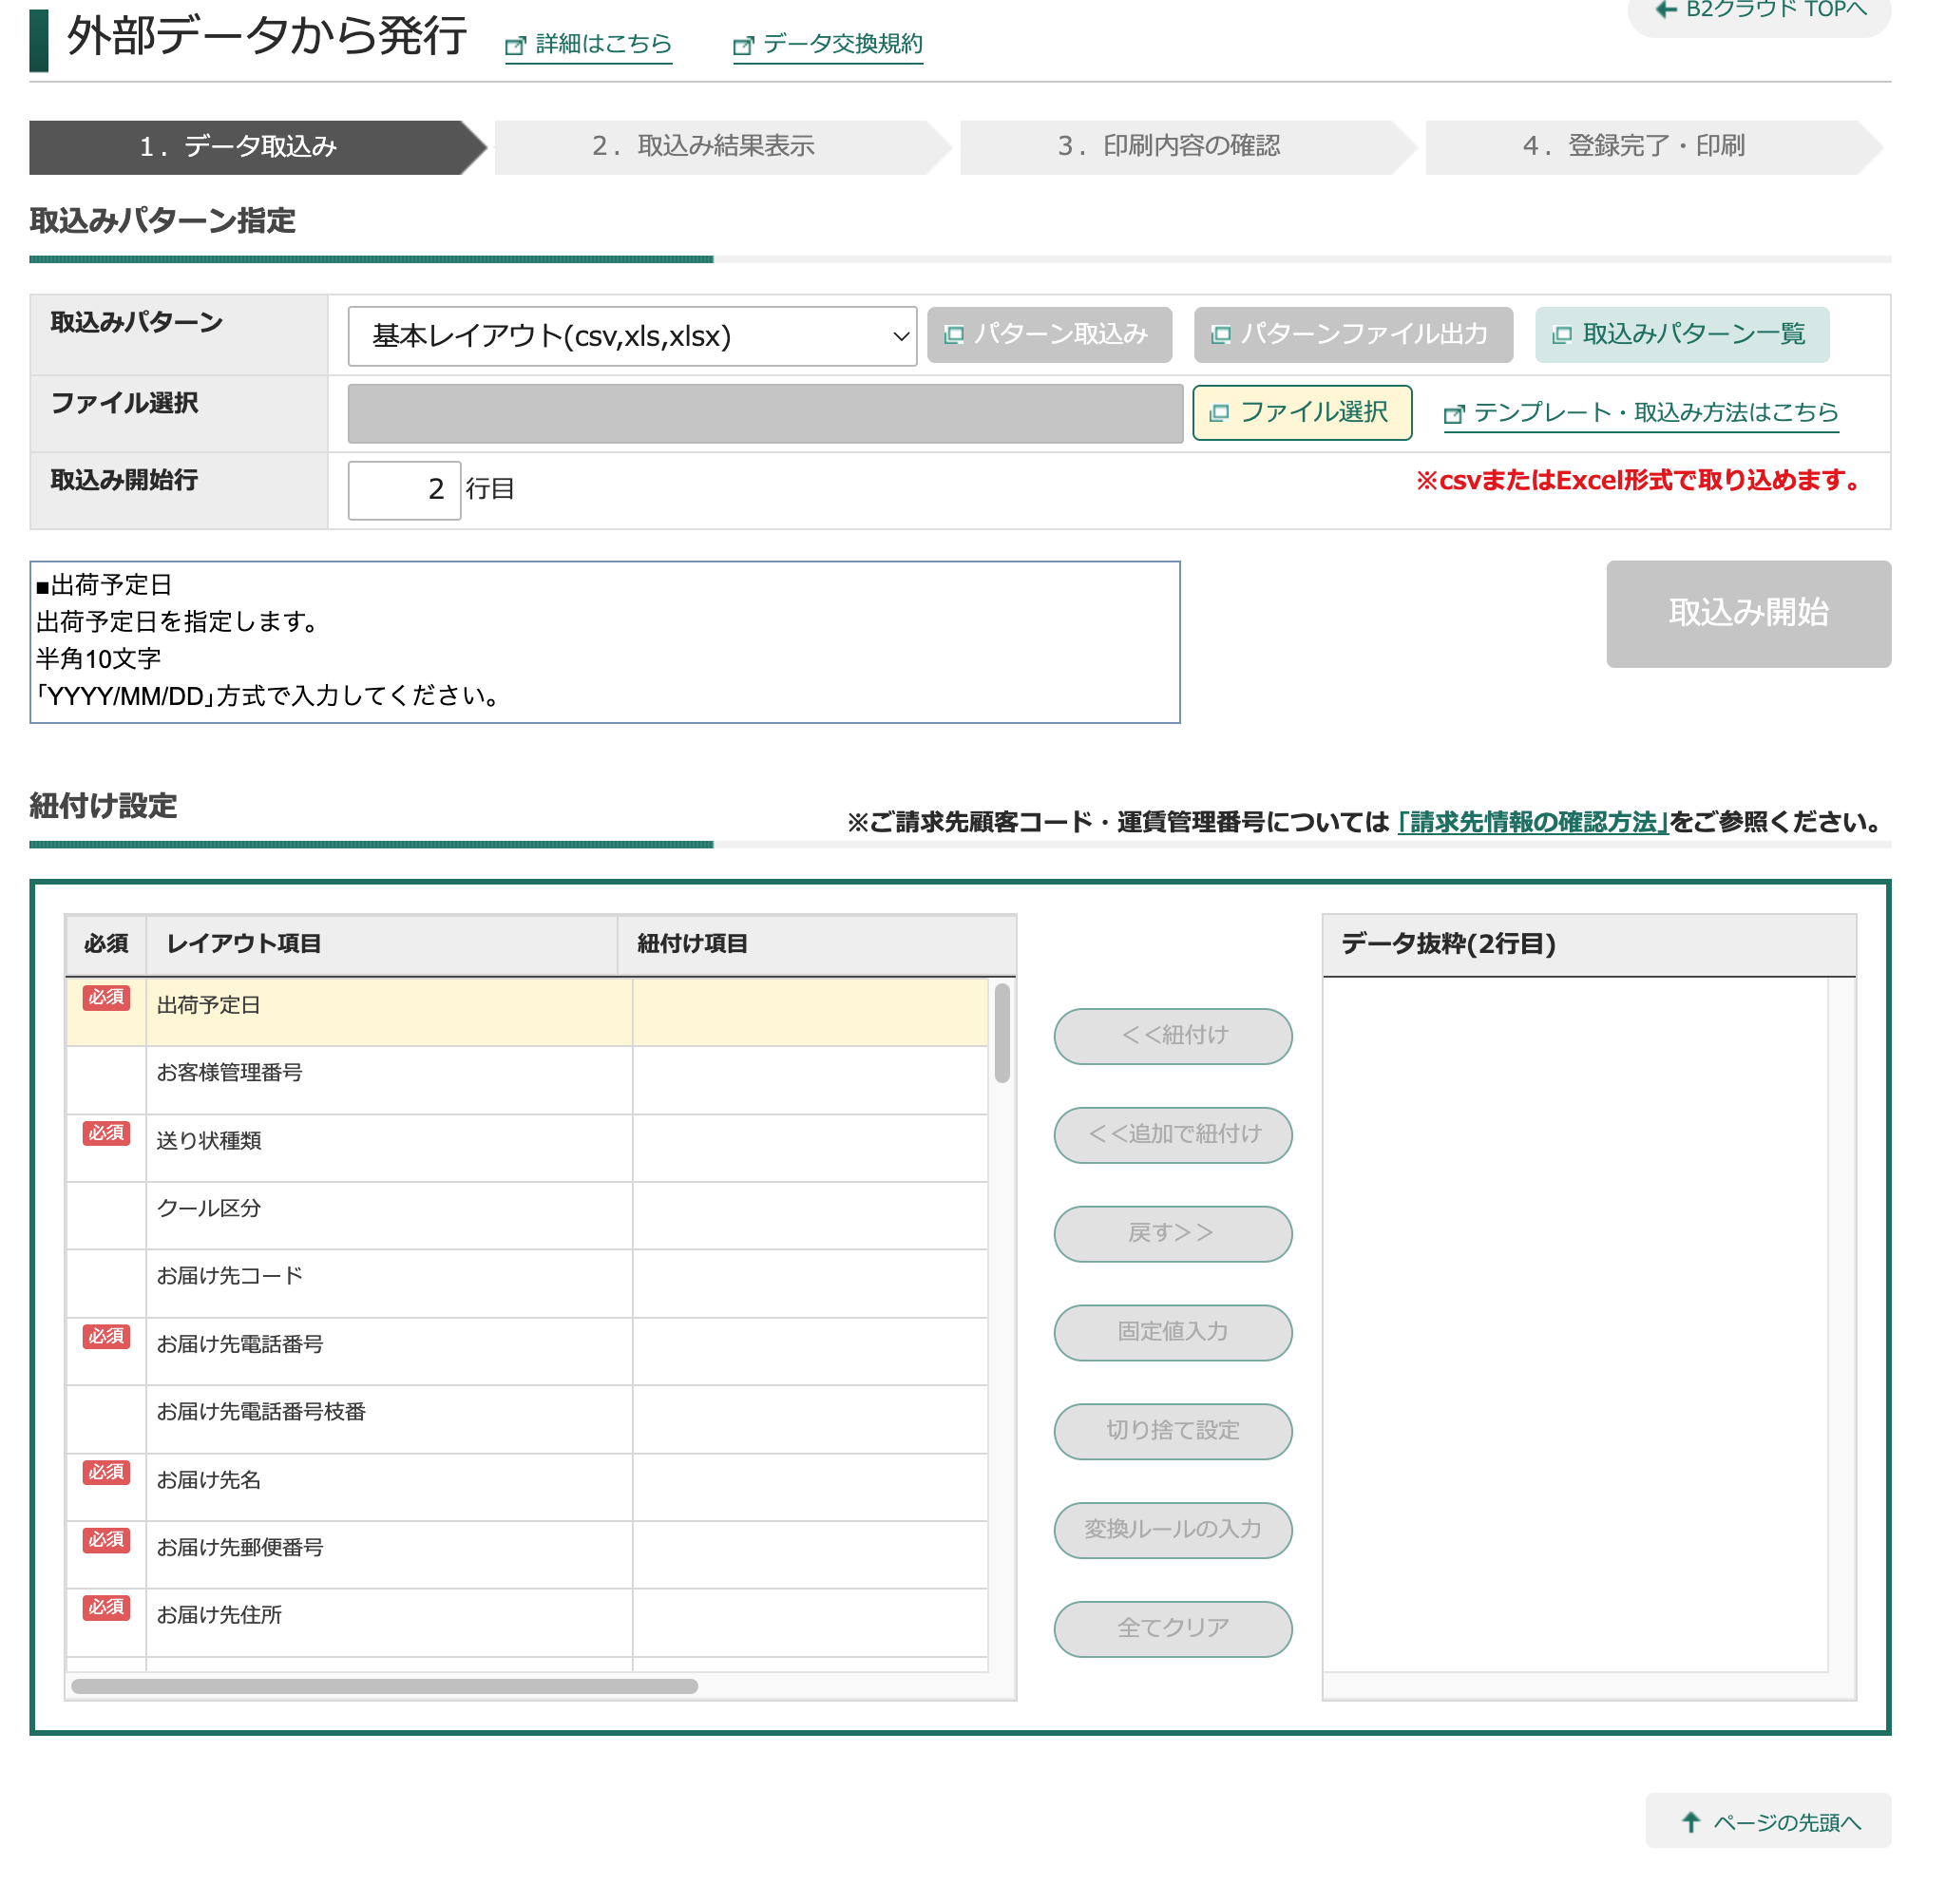 外部データから発行
詳細はこちら
データ交換規約
B2クラウド TOPへ
1．データ取込み
2．取込み結果表示
3．印刷内容の確認
4．登録完了・印刷
取込みパターン指定
取込みパターン
基本レイアウト(csv,xls,xlsx)
パターン取込み
パターンファイル出力
取込みパターン一覧
ファイル選択
ファイル選択
テンプレート・取込み方法はこちら
取込み開始行
2 行目
※csvまたはExcel形式で取り込めます。
■出荷予定日
出荷予定日を指定します。
半角10文字
「YYYY/MM/DD」方式で入力してください。
取込み開始
紐付け設定
※ご請求先顧客コード・運賃管理番号については「請求先情報の確認方法」をご参照ください。
必須 レイアウト項目 紐付け項目
必須 出荷予定日
お客様管理番号
必須 送り状種類
クール区分
お届け先コード
必須 お届け先電話番号
お届け先電話番号枝番
必須 お届け先名
必須 お届け先郵便番号
必須 お届け先住所
<<紐付け
<<追加で紐付け
戻す>>
固定値入力
切り捨て設定
変換ルールの入力
全てクリア
データ抜粋(2行目)
ページの先頭へ